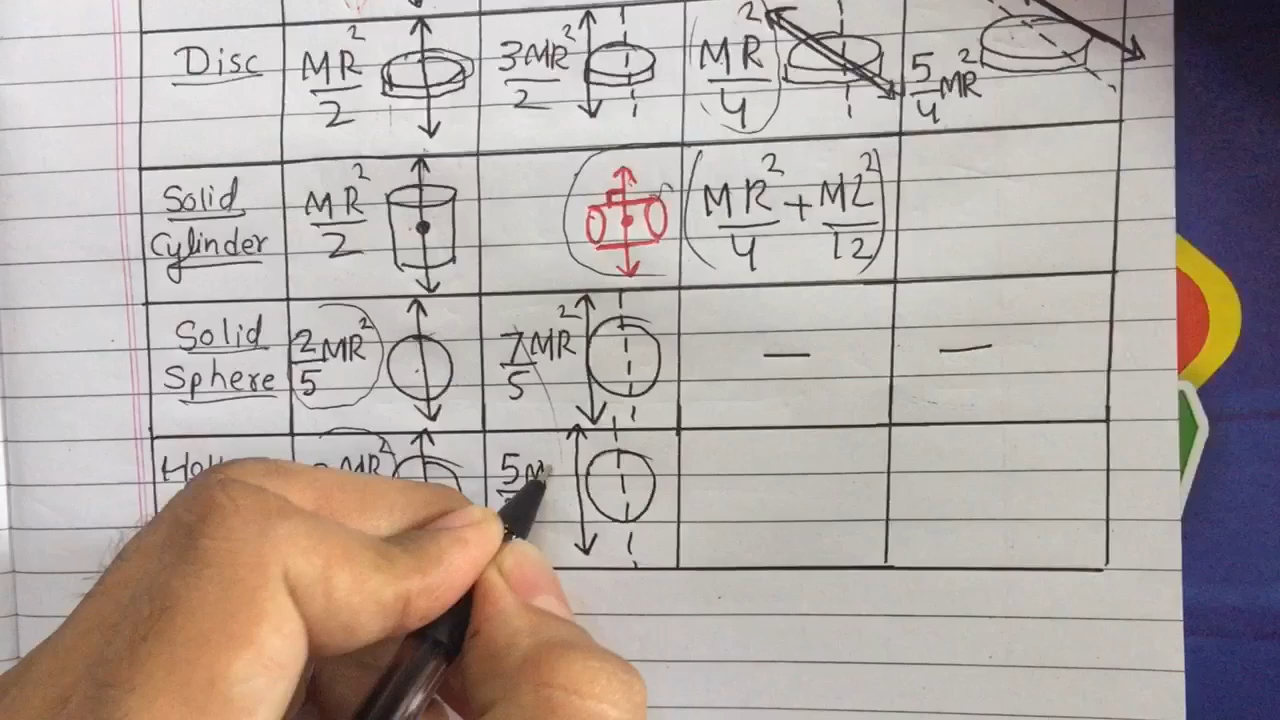 Disc MR²/2 3MR²/2 MR²/4 5/4 MR²
Solid Cylinder MR²/2 (MR²/4 + ML²/12)
Solid Sphere 2/5 MR² 7/5 MR² — —
MR² 5M